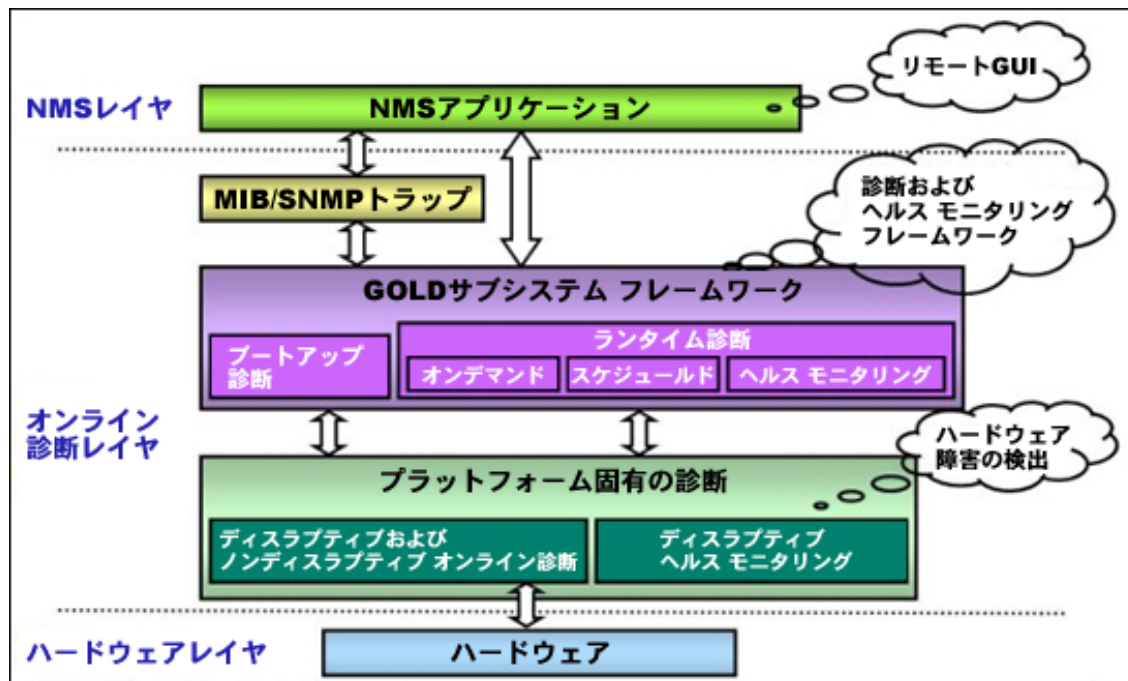 リモートGUI
NMSレイヤ
NMSアプリケーション
MIB/SNMPトラップ
診断および
ヘルス モニタリング
フレームワーク
GOLDサブシステム フレームワーク
ブートアップ
診断
ランタイム診断
オンデマンド
スケジュールド
ヘルス モニタリング
オンライン
診断レイヤ
ハードウェア
障害の検出
プラットフォーム固有の診断
ディスラプティブおよび
ノンディスラプティブ オンライン診断
ディスラプティブ
ヘルス モニタリング
ハードウェアレイヤ
ハードウェア